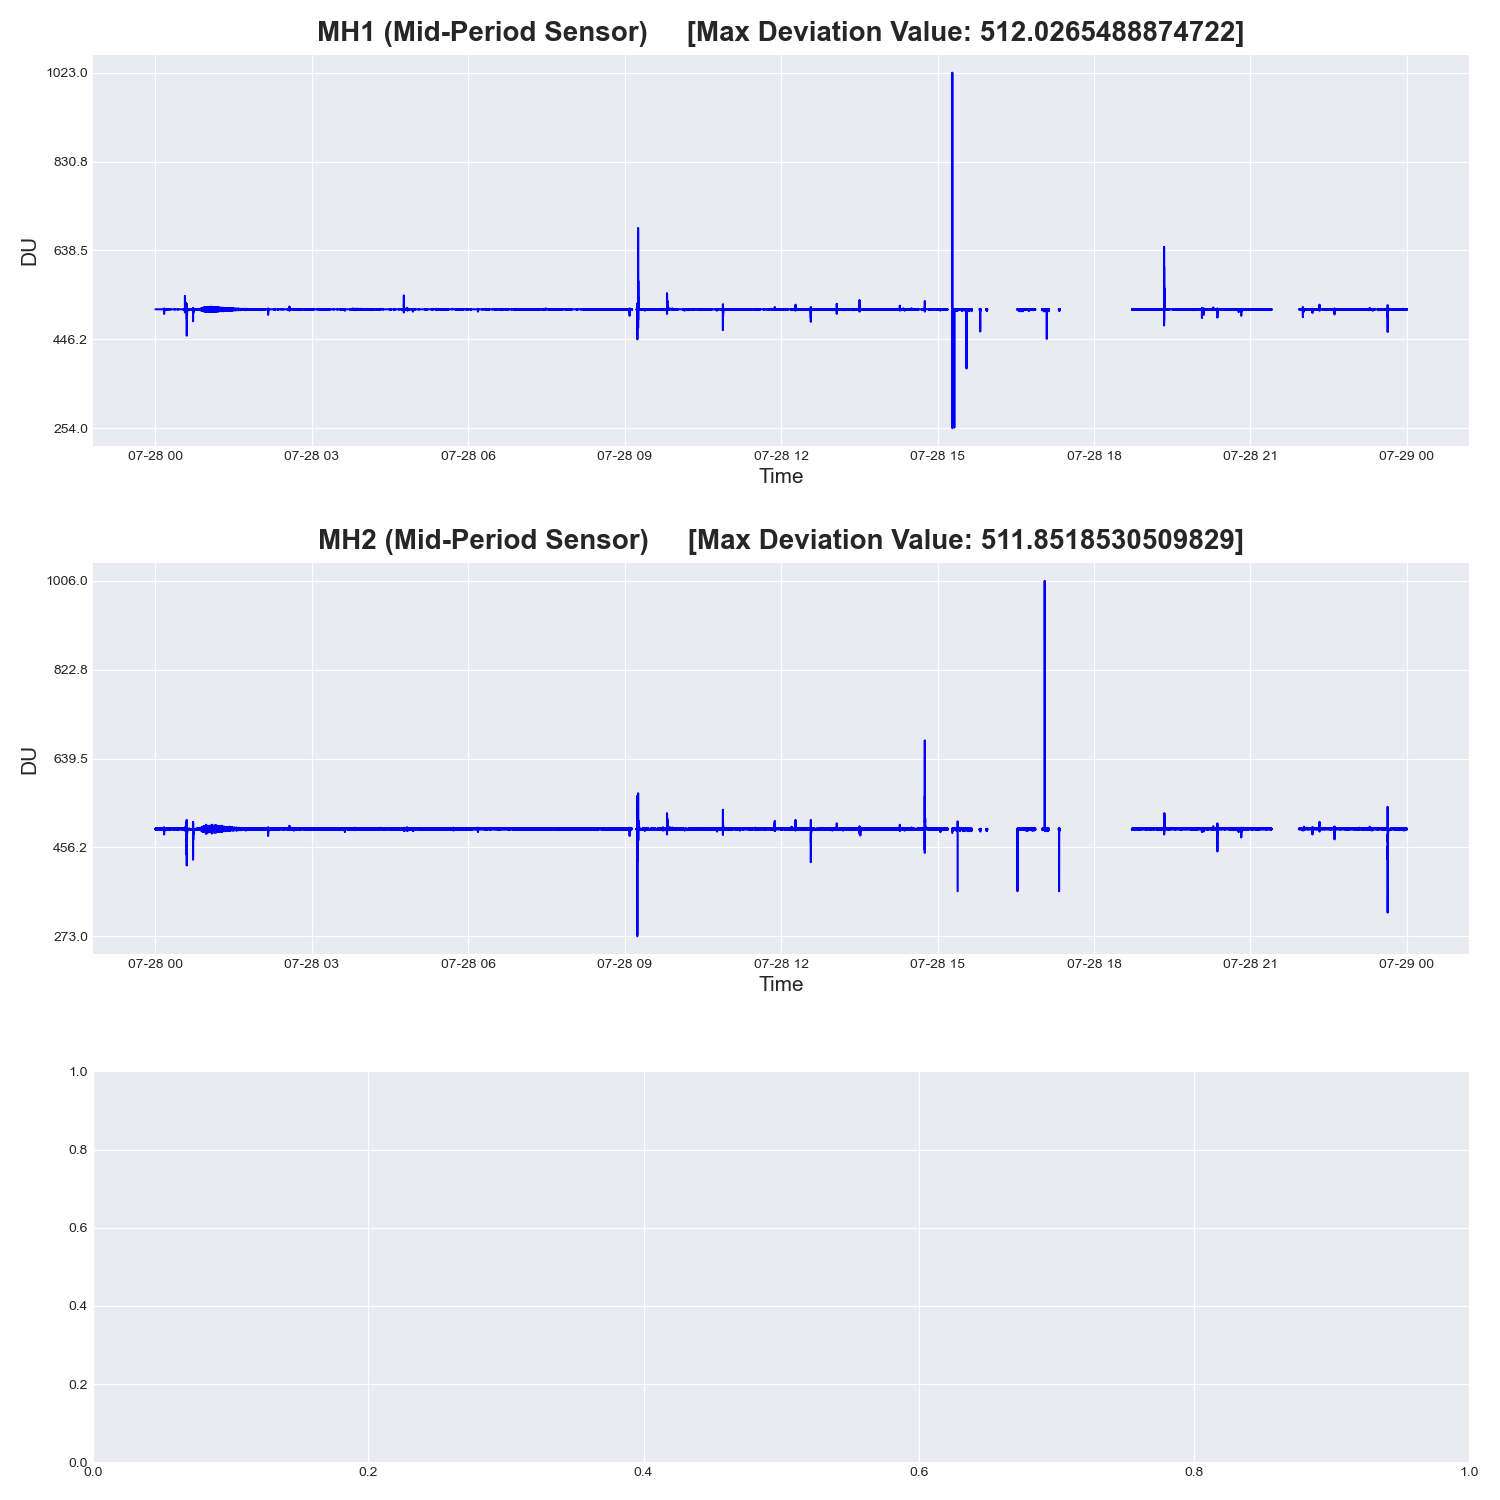 MH1 (Mid-Period Sensor) [Max Deviation Value: 512.0265488874722]
1023.0
830.8
638.5
446.2
254.0
DU
07-28 00 07-28 03 07-28 06 07-28 09 07-28 12 07-28 15 07-28 18 07-28 21 07-29 00
Time
MH2 (Mid-Period Sensor) [Max Deviation Value: 511.8518530509829]
1006.0
822.8
639.5
456.2
273.0
DU
07-28 00 07-28 03 07-28 06 07-28 09 07-28 12 07-28 15 07-28 18 07-28 21 07-29 00
Time
1.0
0.8
0.6
0.4
0.2
0.0
0.0 0.2 0.4 0.6 0.8 1.0